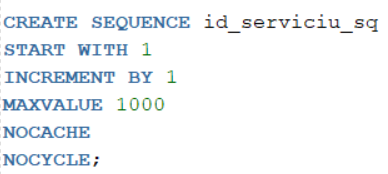 CREATE SEQUENCE id_serviciu_sq
START WITH 1
INCREMENT BY 1
MAXVALUE 1000
NOCACHE
NOCYCLE;